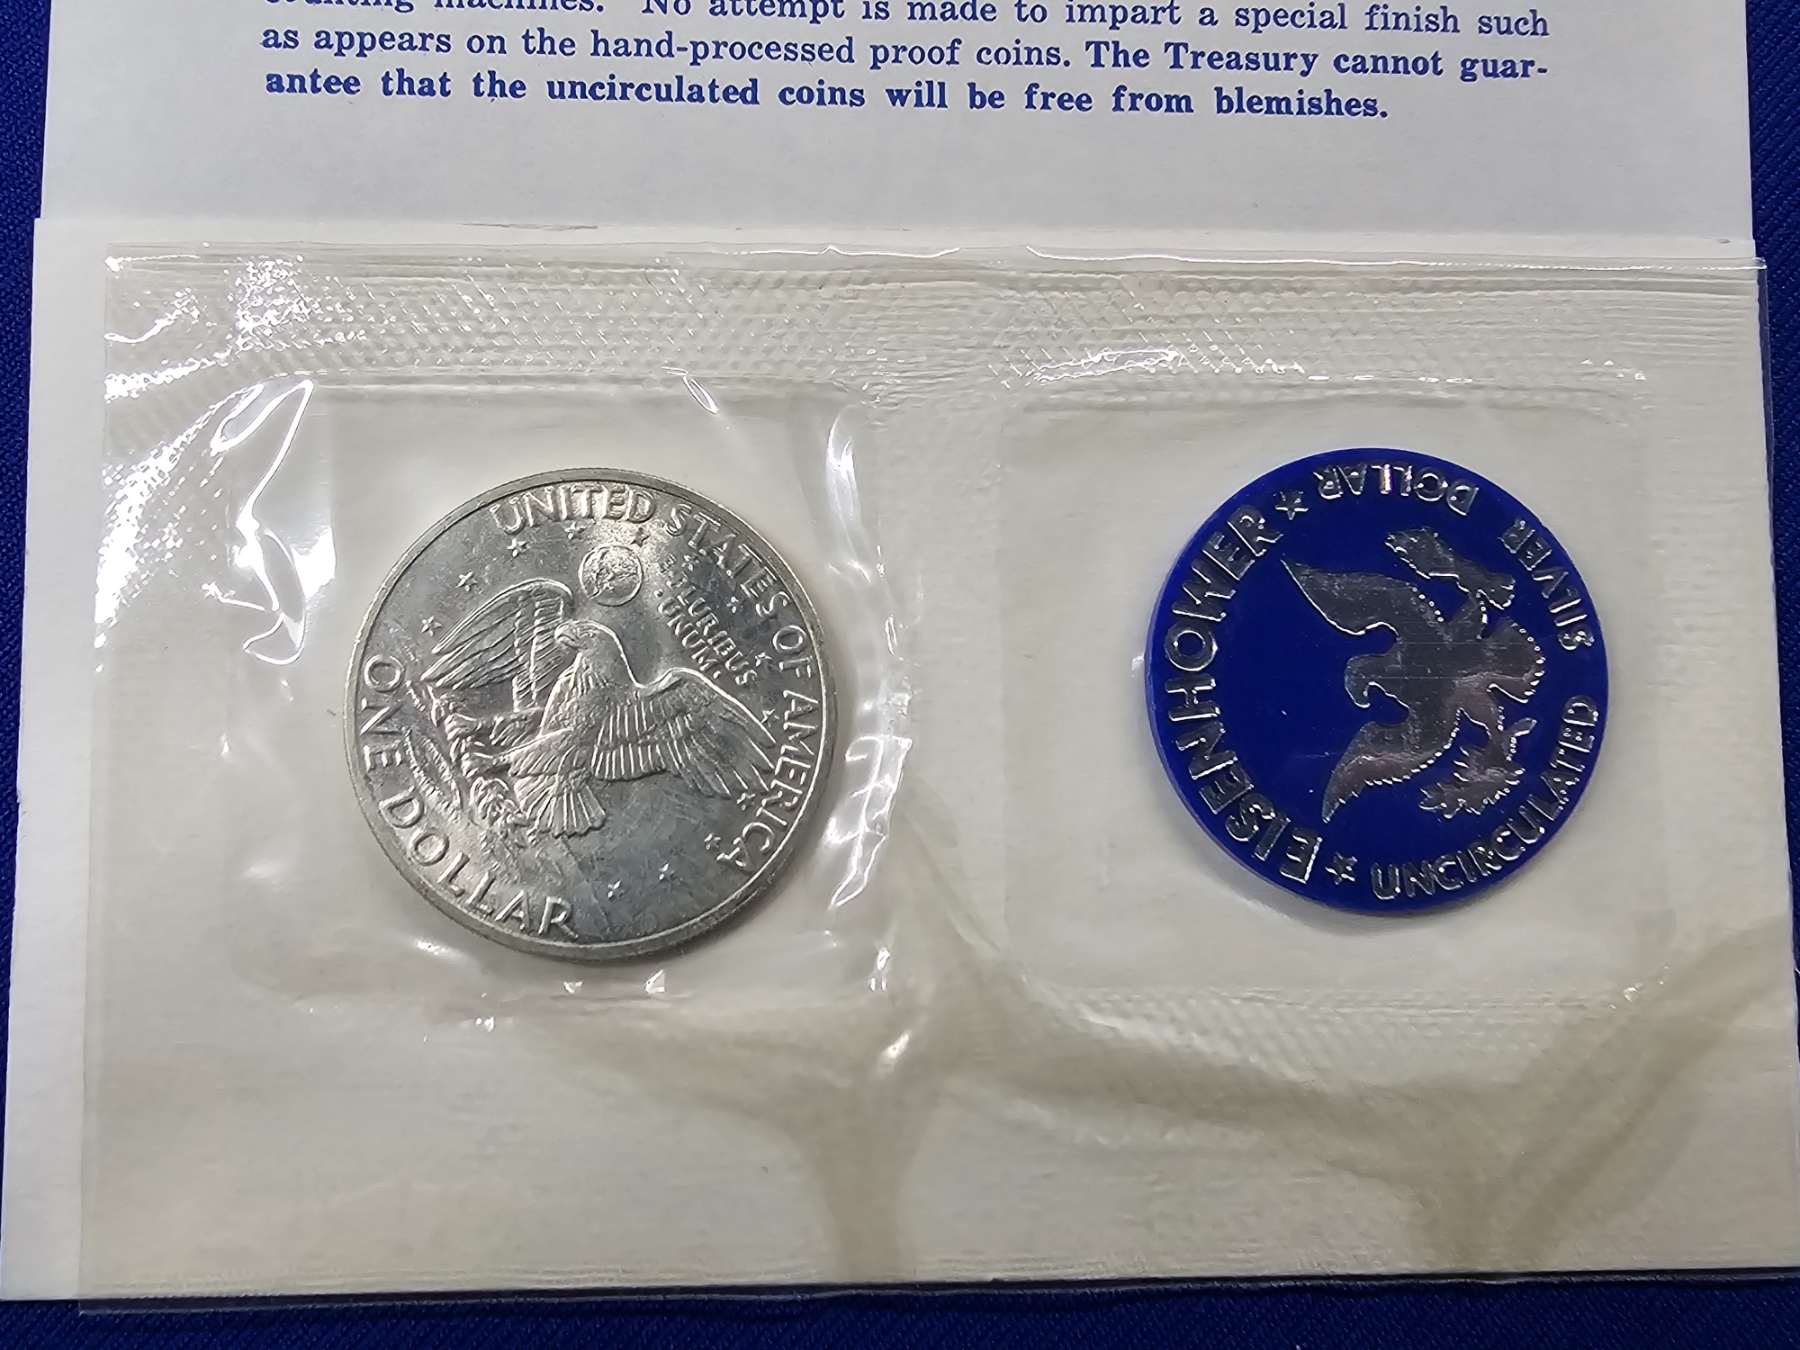 counting machines. No attempt is made to impart a special finish such
as appears on the hand-processed proof coins. The Treasury cannot guar-
antee that the uncirculated coins will be free from blemishes.
UNITED STATES OF AMERICA
PLURIBUS
UNUM
ONE DOLLAR
EISENHOWER
DOLLAR
SILVER
UNCIRCULATED